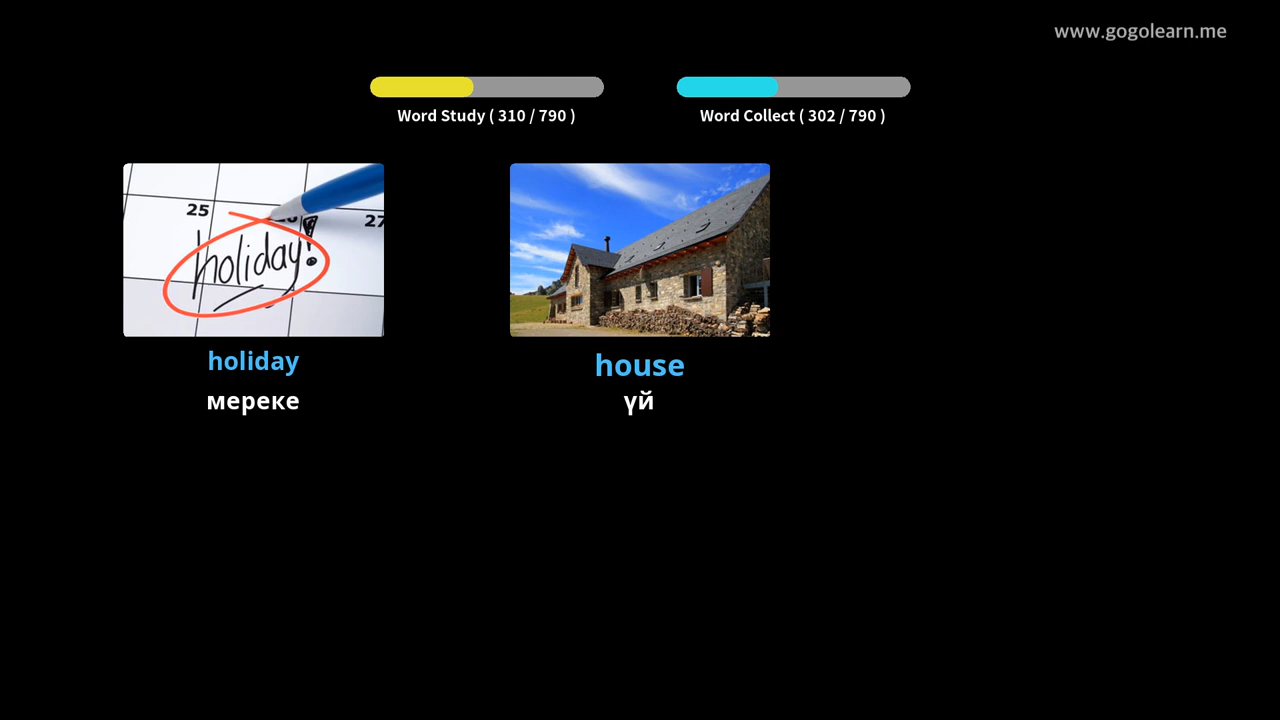 www.gogolearn.me
Word Study ( 310 / 790 )
Word Collect ( 302 / 790 )
25
27
holiday!
holiday
мереке
house
үй